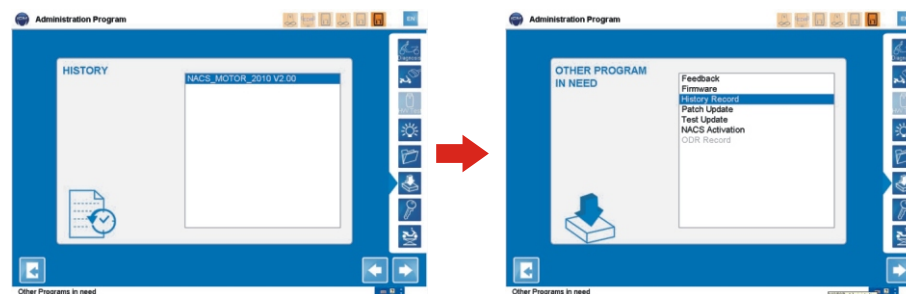 Administration Program
HISTORY
NACS_MOTOR_2010 V2.00
Other Programs in need
Administration Program
OTHER PROGRAM
IN NEED
Feedback
Firmware
History Record
Patch Update
Test Update
NACS Activation
ODR Record
Other Programs in need